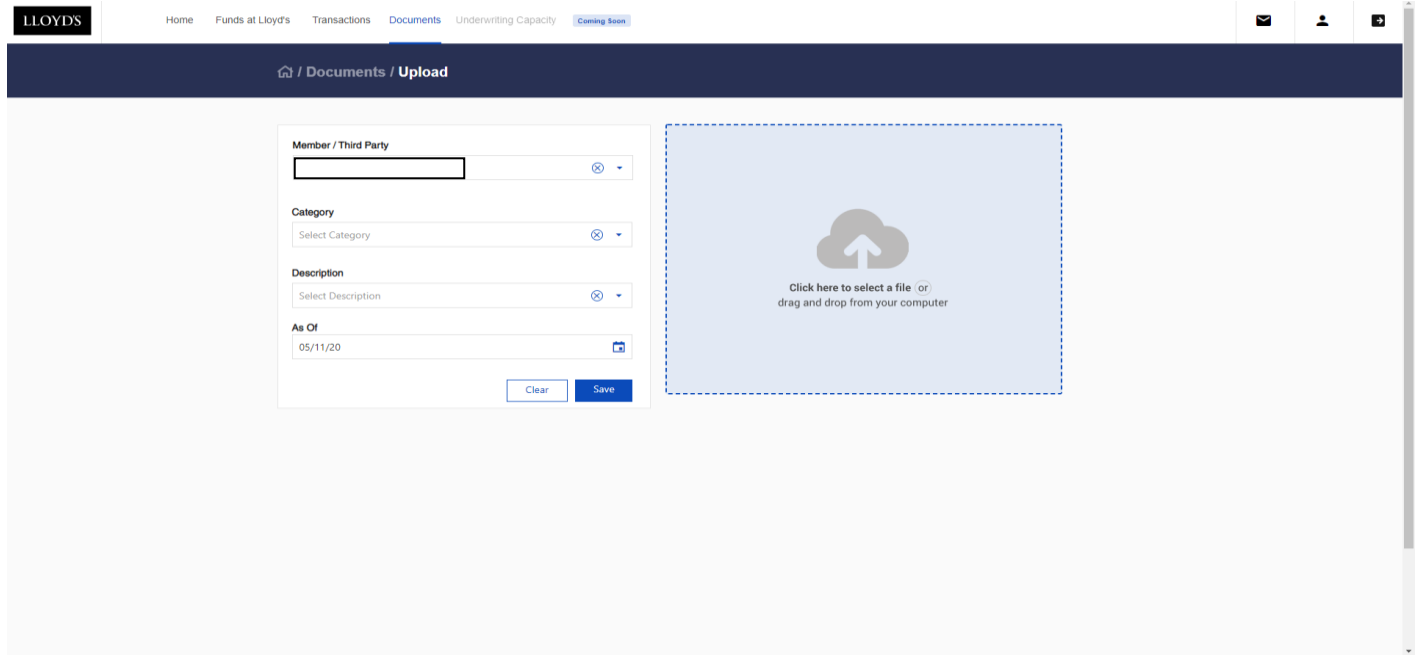 LLOYD'S
Home Funds at Lloyd's Transactions Documents Underwriting Capacity Coming Soon
/ Documents / Upload
Member / Third Party
Category
Select Category
Description
Select Description
As Of
05/11/20
Clear Save
Click here to select a file or
drag and drop from your computer